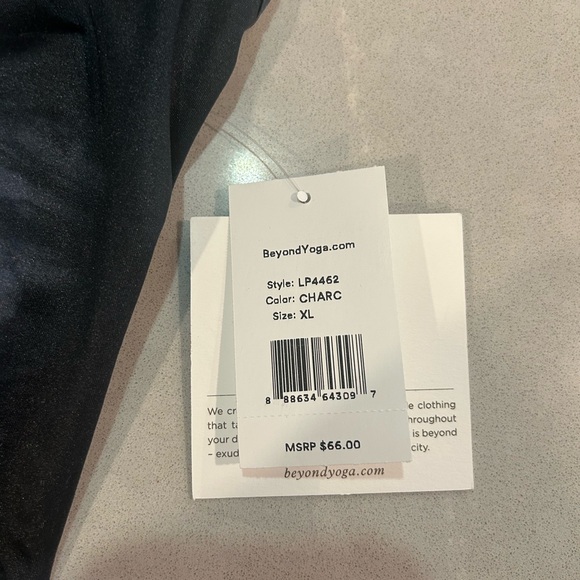 BeyondYoga.com
Style: LP4462
Color: CHARC
Size: XL
8 88634 64309 7
MSRP $66.00
We cr e clothing
that ta hroughout
your d is beyond
– exud city.
beyondyoga.com